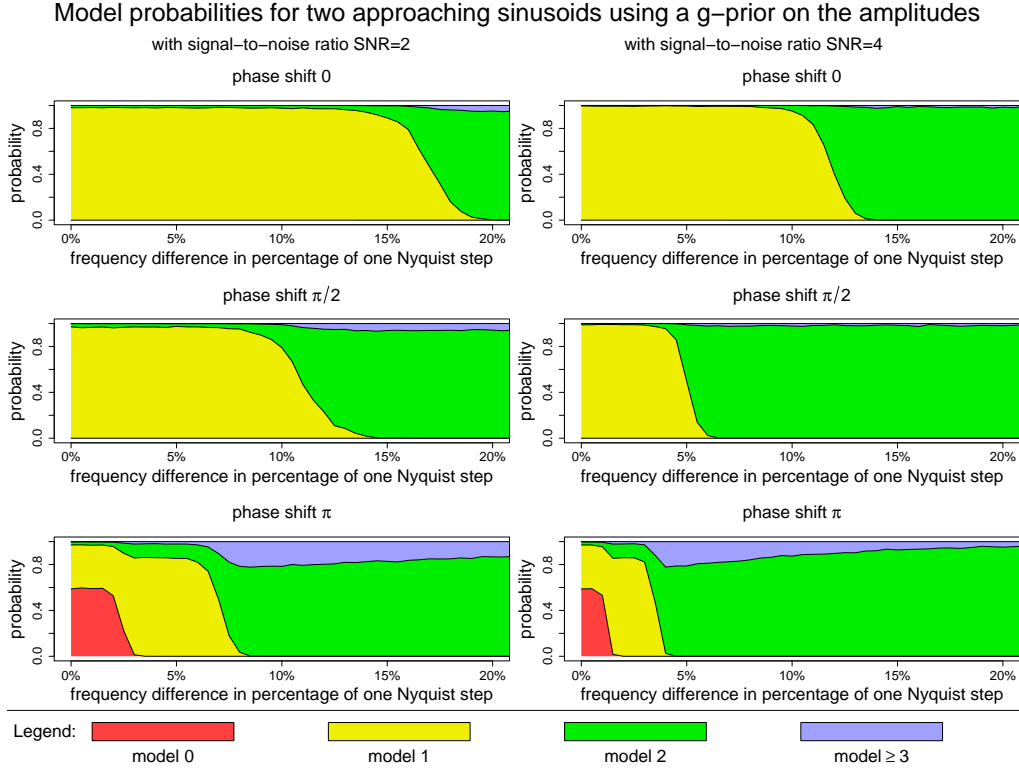 Model probabilities for two approaching sinusoids using a g−prior on the amplitudes
with signal−to−noise ratio SNR=2
with signal−to−noise ratio SNR=4
phase shift 0
phase shift 0
probability
0.0 0.4 0.8
0% 5% 10% 15% 20%
frequency difference in percentage of one Nyquist step
probability
0.0 0.4 0.8
0% 5% 10% 15% 20%
frequency difference in percentage of one Nyquist step
phase shift π/2
phase shift π/2
probability
0.0 0.4 0.8
0% 5% 10% 15% 20%
frequency difference in percentage of one Nyquist step
probability
0.0 0.4 0.8
0% 5% 10% 15% 20%
frequency difference in percentage of one Nyquist step
phase shift π
phase shift π
probability
0.0 0.4 0.8
0% 5% 10% 15% 20%
frequency difference in percentage of one Nyquist step
probability
0.0 0.4 0.8
0% 5% 10% 15% 20%
frequency difference in percentage of one Nyquist step
Legend:
model 0
model 1
model 2
model ≥ 3